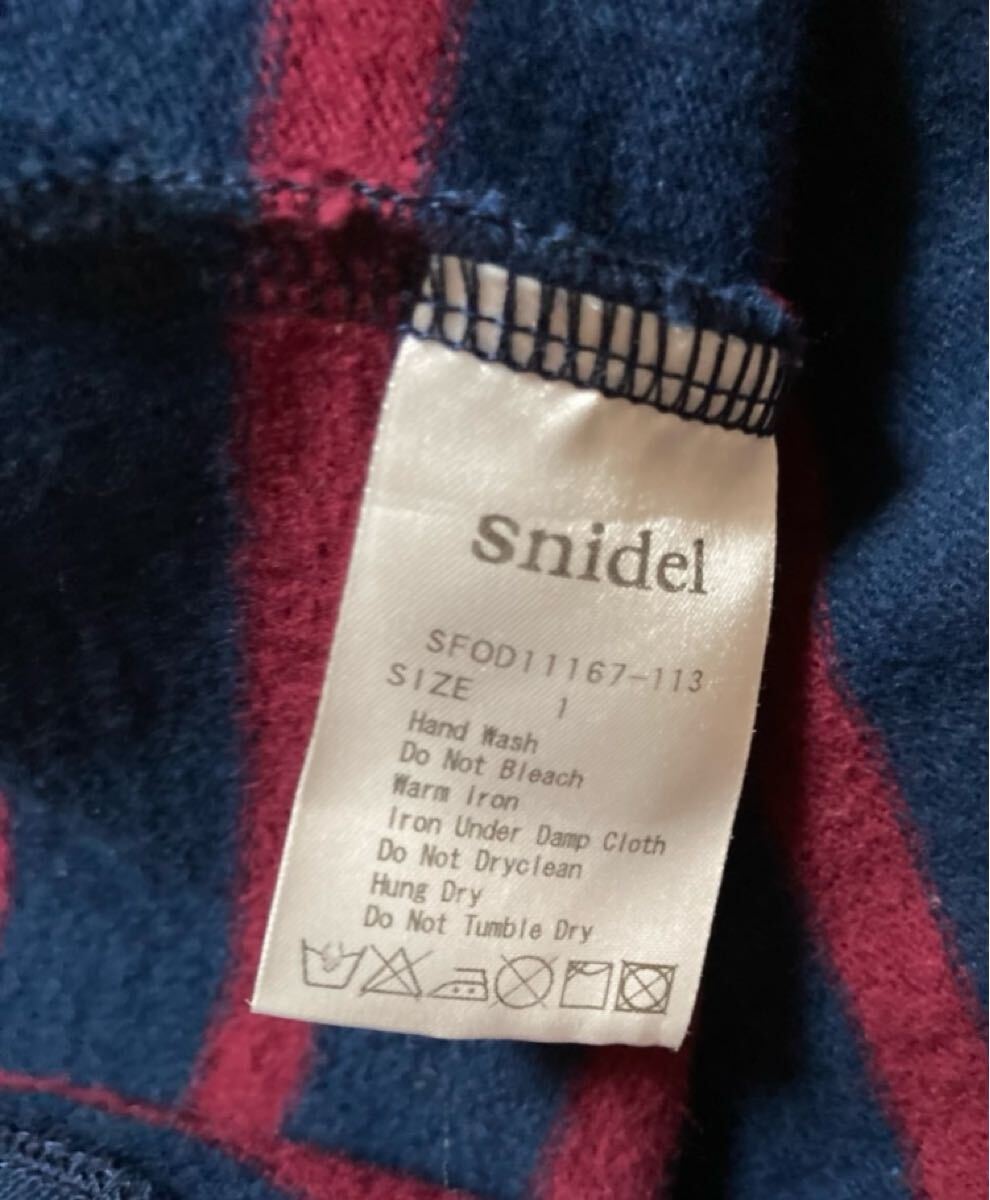 snidel
SFOD11167-113
SIZE 1
Hand Wash
Do Not Bleach
Warm Iron
Iron Under Damp Cloth
Do Not Dryclean
Hung Dry
Do Not Tumble Dry